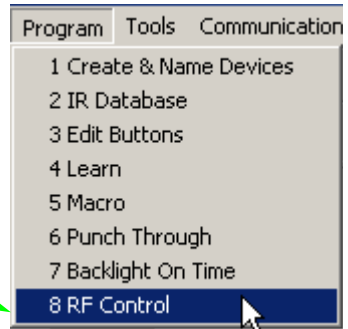 Program Tools Communication
1 Create & Name Devices
2 IR Database
3 Edit Buttons
4 Learn
5 Macro
6 Punch Through
7 Backlight On Time
8 RF Control